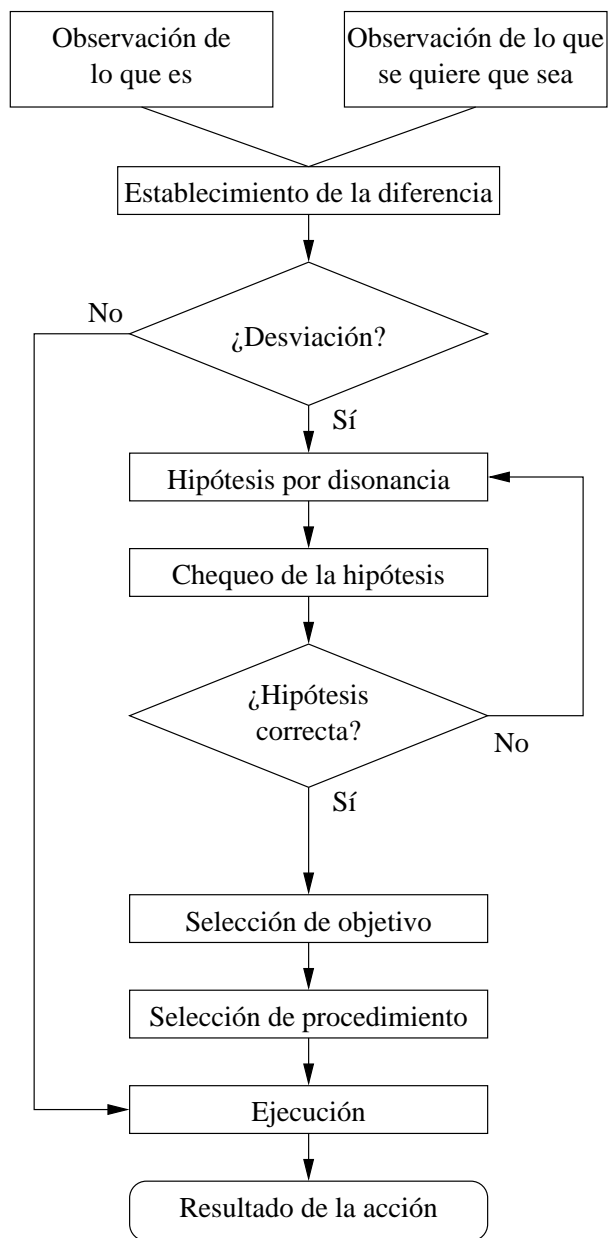 Observación de
lo que es
Observación de lo que
se quiere que sea
Establecimiento de la diferencia
¿Desviación?
No
Sí
Hipótesis por disonancia
Chequeo de la hipótesis
¿Hipótesis
correcta?
No
Sí
Selección de objetivo
Selección de procedimiento
Ejecución
Resultado de la acción